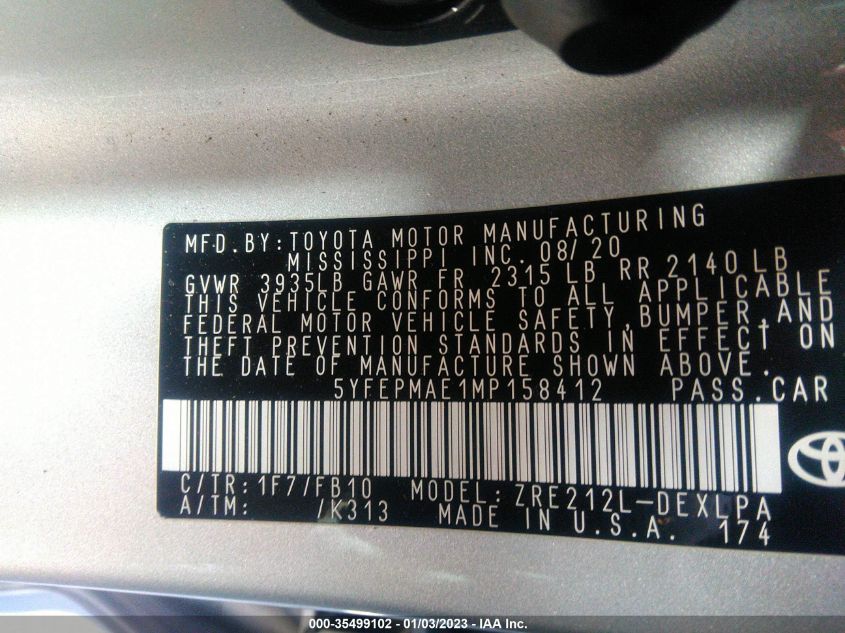 MFD.BY:TOYOTA MOTOR MANUFACTURING
MISSISSIPPI INC. 08/20
GVWR 3935LB GAWR FR 2315 LB RR 2140 LB
THIS VEHICLE CONFORMS TO ALL APPLICABLE
FEDERAL MOTOR VEHICLE SAFETY, BUMPER, AND
THEFT PREVENTION STANDARDS IN EFFECT ON
THE DATE OF MANUFACTURE SHOWN ABOVE.
5YFEPMAE1MP158412 PASS.CAR
C/TR:1F7/FB10 MODEL:ZRE212L-DEXLPA
A/TM: /K313 MADE IN U.S.A. 174
000-35499102 - 01/03/2023 - IAA Inc.